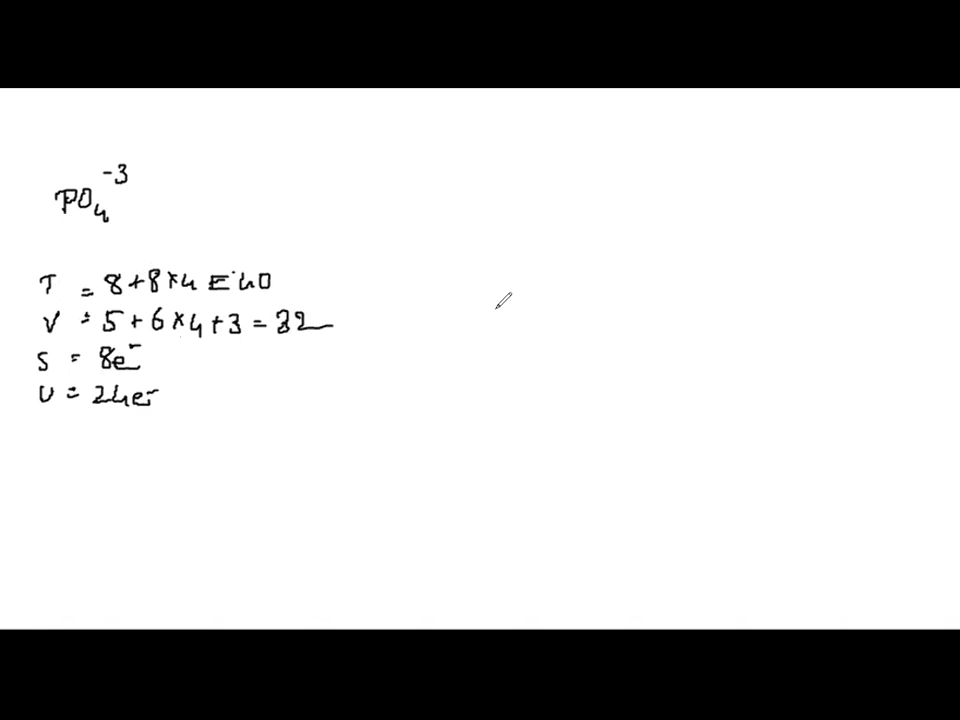 PO₄⁻³
T = 8+8×4 = 40
V = 5+6×4+3 = 32
S = 8e⁻
U = 24e⁻